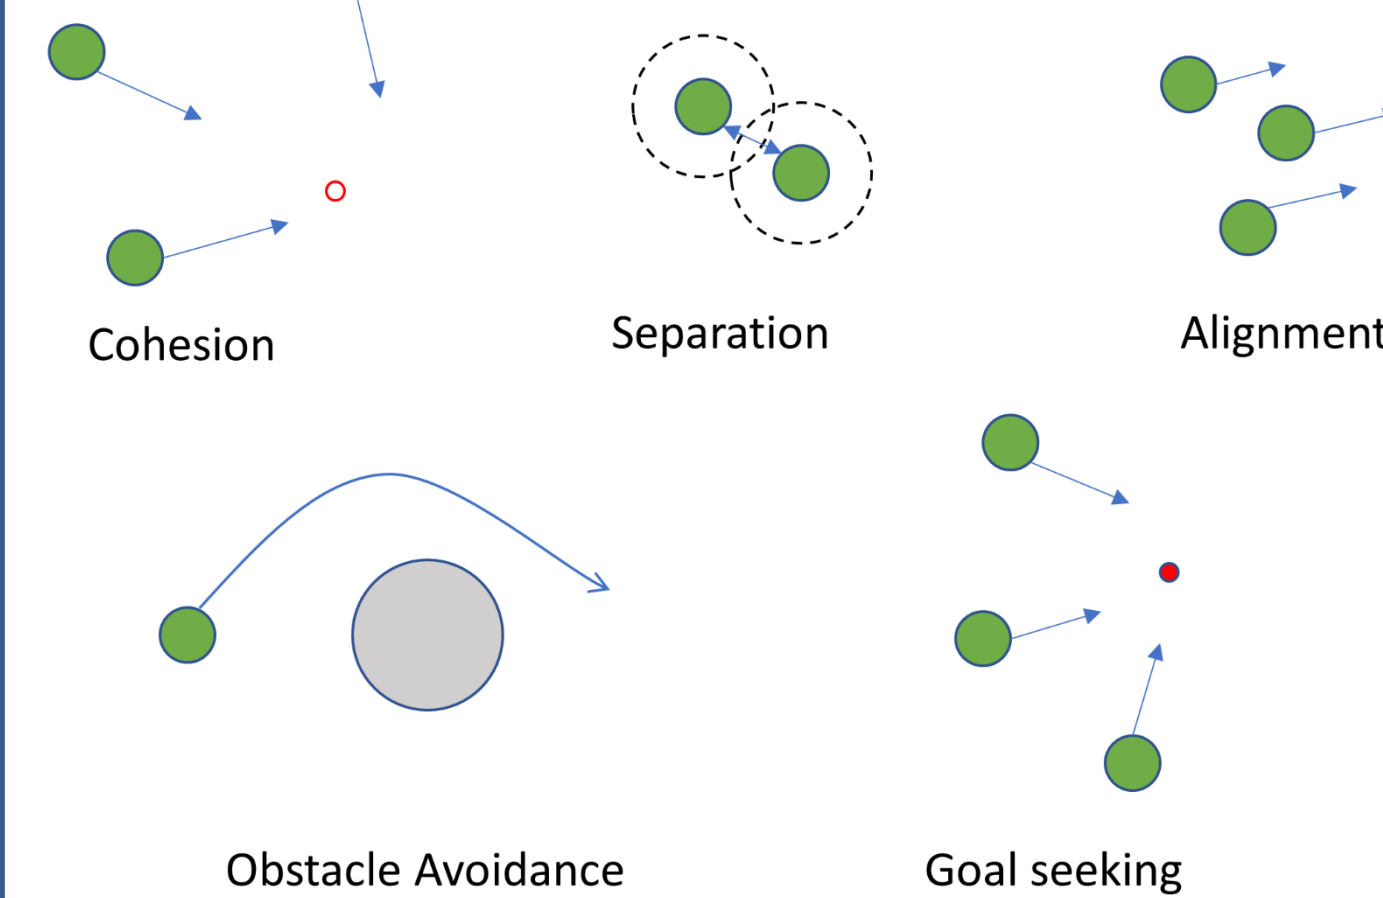 Cohesion
Separation
Alignment
Obstacle Avoidance
Goal seeking